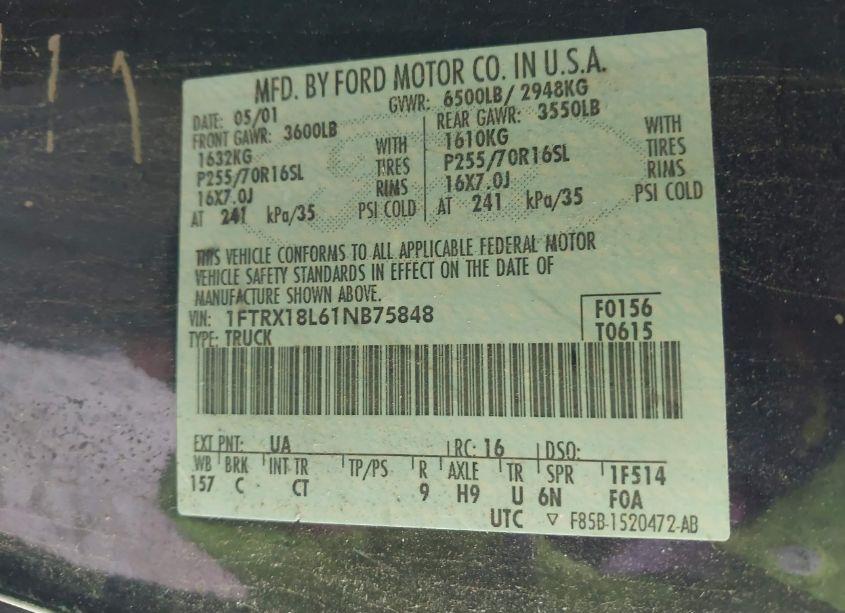 MFD. BY FORD MOTOR CO. IN U.S.A.
DATE: 05/01 GVWR: 6500LB/ 2948KG
FRONT GAWR: 3600LB REAR GAWR: 3550LB
1632KG WITH 1610KG WITH
P255/70R16SL TIRES P255/70R16SL TIRES
16X7.0J RIMS 16X7.0J RIMS
AT 241 kPa/35 PSI COLD AT 241 kPa/35 PSI COLD
THIS VEHICLE CONFORMS TO ALL APPLICABLE FEDERAL MOTOR
VEHICLE SAFETY STANDARDS IN EFFECT ON THE DATE OF
MANUFACTURE SHOWN ABOVE.
VIN: 1FTRX18L61NB75848 F0156
TYPE: TRUCK T0615
EXT PNT: UA RC: 16 DSO:
WB BRK INT TR TP/PS R AXLE TR SPR 1F514
157 C CT 9 H9 U 6N F0A
UTC ▽ F85B-1520472-AB